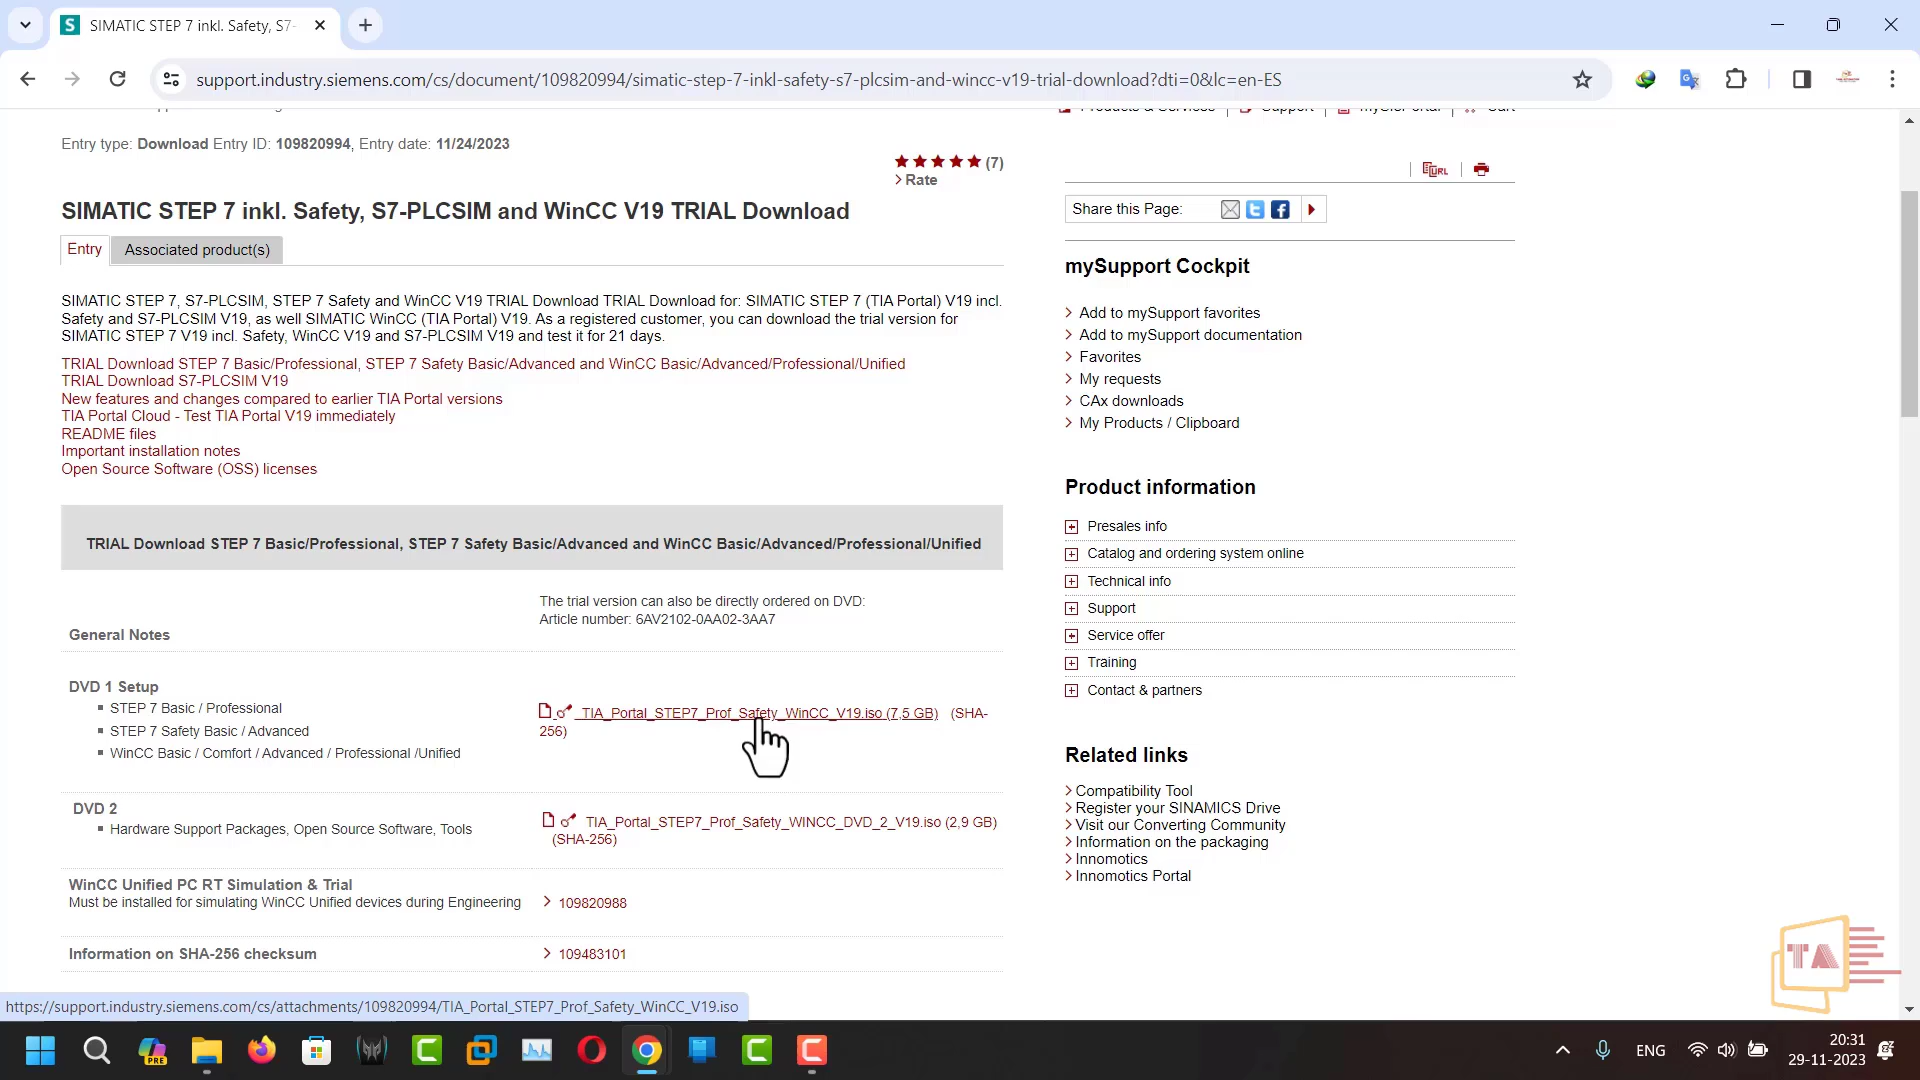 SIMATIC STEP 7 inkl. Safety, S7-
support.industry.siemens.com/cs/document/109820994/simatic-step-7-inkl-safety-s7-plcsim-and-wincc-v19-trial-download?dti=0&lc=en-ES
Products & Services
Support
mySiePortal
Cart
Entry type: Download Entry ID: 109820994, Entry date: 11/24/2023
(7)
Rate
SIMATIC STEP 7 inkl. Safety, S7-PLCSIM and WinCC V19 TRIAL Download
Entry
Associated product(s)
SIMATIC STEP 7, S7-PLCSIM, STEP 7 Safety and WinCC V19 TRIAL Download TRIAL Download for: SIMATIC STEP 7 (TIA Portal) V19 incl.
Safety and S7-PLCSIM V19, as well SIMATIC WinCC (TIA Portal) V19. As a registered customer, you can download the trial version for
SIMATIC STEP 7 V19 incl. Safety, WinCC V19 and S7-PLCSIM V19 and test it for 21 days.
TRIAL Download STEP 7 Basic/Professional, STEP 7 Safety Basic/Advanced and WinCC Basic/Advanced/Professional/Unified
TRIAL Download S7-PLCSIM V19
New features and changes compared to earlier TIA Portal versions
TIA Portal Cloud - Test TIA Portal V19 immediately
README files
Important installation notes
Open Source Software (OSS) licenses
TRIAL Download STEP 7 Basic/Professional, STEP 7 Safety Basic/Advanced and WinCC Basic/Advanced/Professional/Unified
The trial version can also be directly ordered on DVD:
Article number: 6AV2102-0AA02-3AA7
General Notes
DVD 1 Setup
STEP 7 Basic / Professional
STEP 7 Safety Basic / Advanced
WinCC Basic / Comfort / Advanced / Professional /Unified
TIA_Portal_STEP7_Prof_Safety_WinCC_V19.iso (7,5 GB) (SHA-
256)
DVD 2
Hardware Support Packages, Open Source Software, Tools
TIA_Portal_STEP7_Prof_Safety_WINCC_DVD_2_V19.iso (2,9 GB)
(SHA-256)
WinCC Unified PC RT Simulation & Trial
Must be installed for simulating WinCC Unified devices during Engineering
109820988
Information on SHA-256 checksum
109483101
URL
Share this Page:
mySupport Cockpit
Add to mySupport favorites
Add to mySupport documentation
Favorites
My requests
CAx downloads
My Products / Clipboard
Product information
Presales info
Catalog and ordering system online
Technical info
Support
Service offer
Training
Contact & partners
Related links
Compatibility Tool
Register your SINAMICS Drive
Visit our Converting Community
Information on the packaging
Innomotics
Innomotics Portal
TA
https://support.industry.siemens.com/cs/attachments/109820994/TIA_Portal_STEP7_Prof_Safety_WinCC_V19.iso
PRE
ENG
20:31
29-11-2023